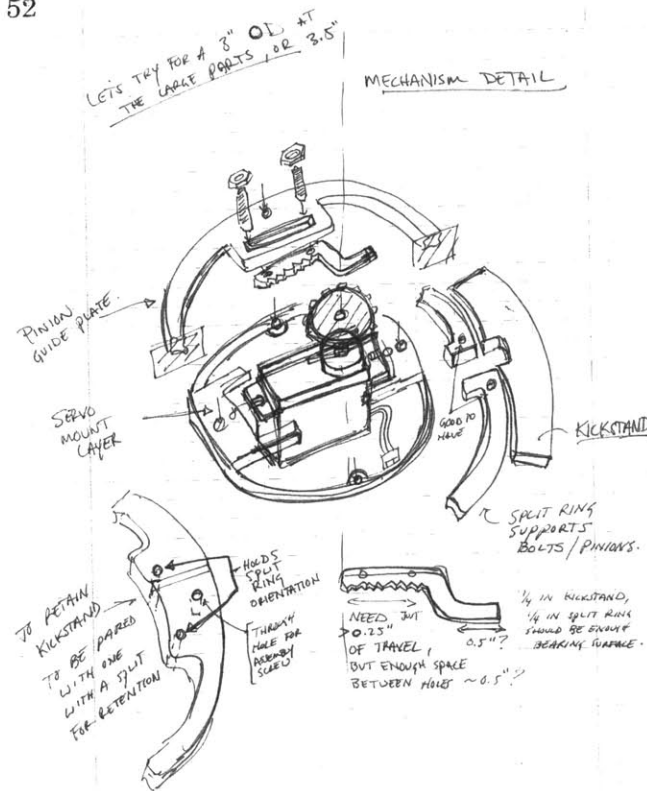 52
LET'S TRY FOR A 3" OD AT
THE LARGE PARTS, OR 3.5"
MECHANISM DETAIL
PINION
GUIDE PLATE.
SERVO
MOUNT
LAYER
GOOD TO
HAVE
KICKSTAND
SPLIT RING
SUPPORTS
BOLTS/PINIONS.
TO RETAIN
KICKSTAND
TO BE PARED
WITH ONE
WITH A SPLIT
FOR RETENTION
HOLDS
SPLIT
RING
ORIENTATION
THROUGH
HOLE FOR
ASSEMBLY
SCREW
NEED JUT
> 0.25"
OF TRAVEL,
BUT ENOUGH SPACE
BETWEEN HOLES ~0.5"?
0.5"?
1/4 IN KICKSTAND,
1/4 IN SPLIT RING
SHOULD BE ENOUGH
BEARING SURFACE.